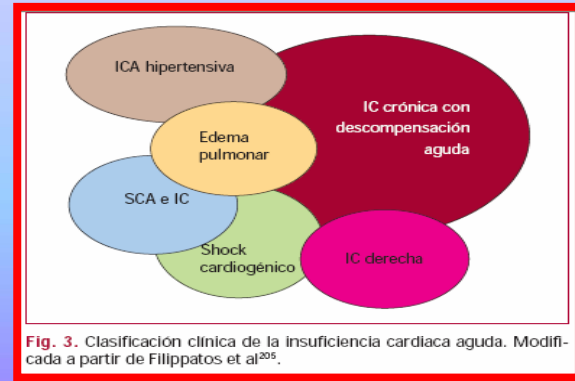 ICA hipertensiva
IC crónica con
descompensación
aguda
Edema
pulmonar
SCA e IC
Shock
cardiogénico
IC derecha
Fig. 3. Clasificación clínica de la insuficiencia cardiaca aguda. Modifi-
cada a partir de Filippatos et al²⁰⁵.